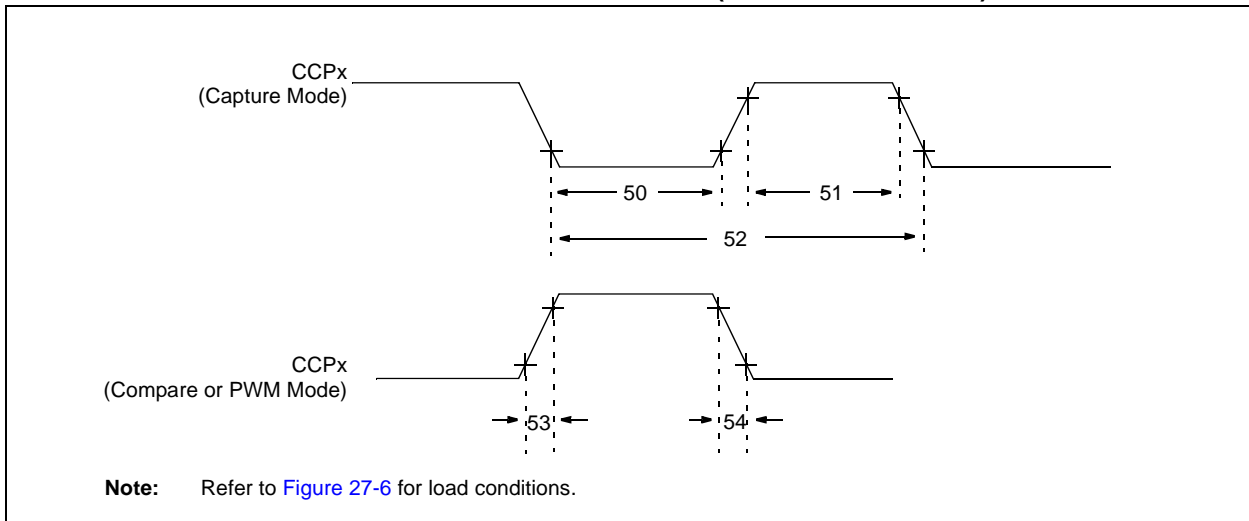 CCPx
(Capture Mode)
50
51
52
CCPx
(Compare or PWM Mode)
53
54
Note: Refer to Figure 27-6 for load conditions.